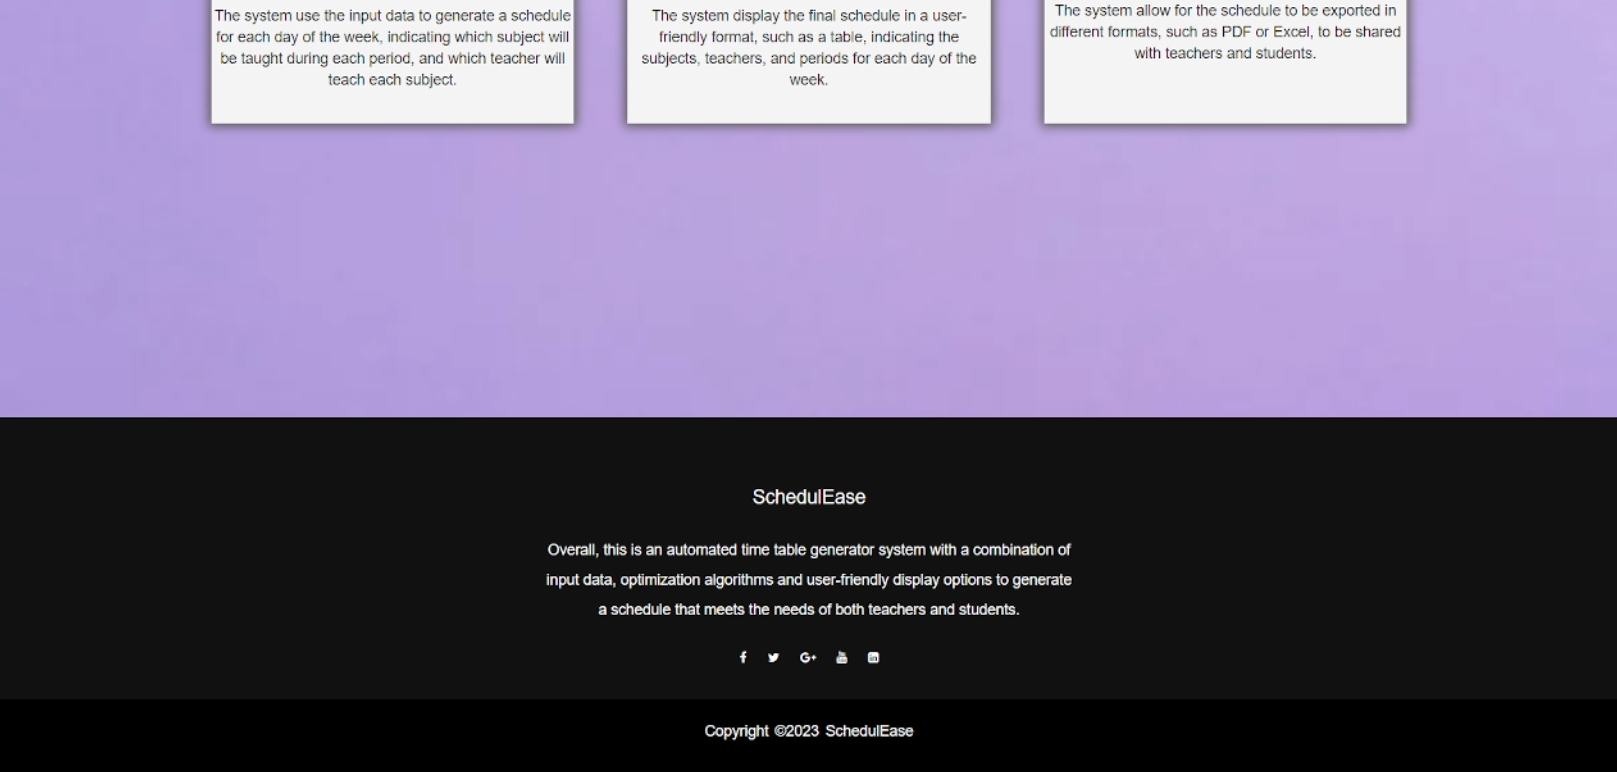 The system use the input data to generate a schedule
for each day of the week, indicating which subject will
be taught during each period, and which teacher will
teach each subject.
The system display the final schedule in a user-
friendly format, such as a table, indicating the
subjects, teachers, and periods for each day of the
week.
The system allow for the schedule to be exported in
different formats, such as PDF or Excel, to be shared
with teachers and students.
SchedulEase
Overall, this is an automated time table generator system with a combination of
input data, optimization algorithms and user-friendly display options to generate
a schedule that meets the needs of both teachers and students.
Copyright ©2023 SchedulEase